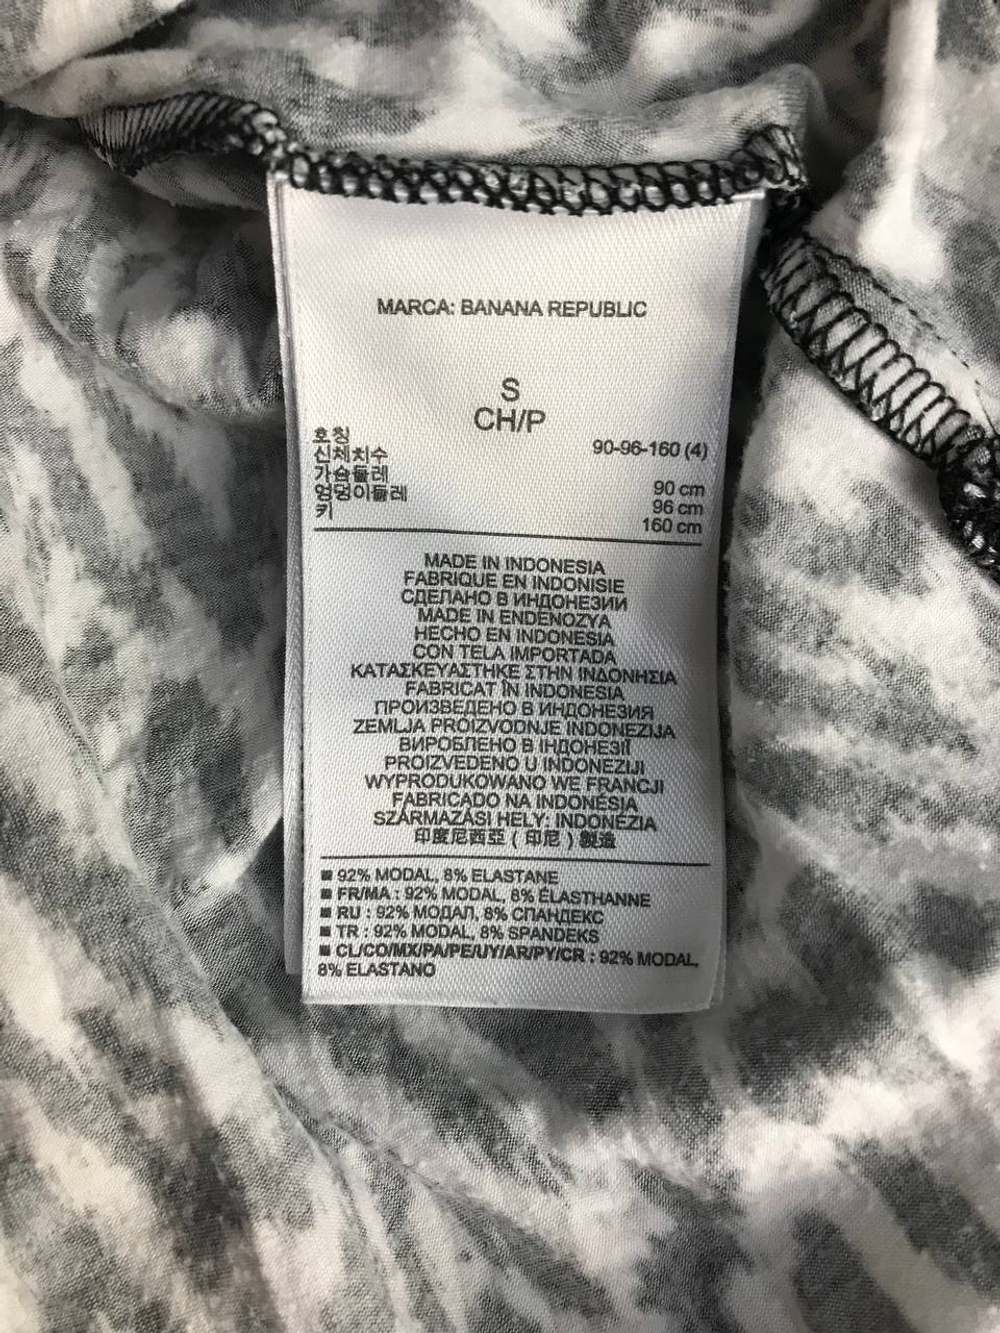 MARCA: BANANA REPUBLIC
S
CH/P
호칭
신체치수 90-96-160 (4)
가슴둘레 90 cm
엉덩이둘레 96 cm
키 160 cm
MADE IN INDONESIA
FABRIQUE EN INDONISIE
СДЕЛАНО В ИНДОНЕЗИИ
MADE IN ENDENOZYA
HECHO EN INDONESIA
CON TELA IMPORTADA
ΚΑΤΑΣΚΕΥΑΣΤΗΚΕ ΣΤΗΝ ΙΝΔΟΝΗΣΙΑ
FABRICAT ÎN INDONESIA
ПРОИЗВЕДЕНО В ИНДОНЕЗИЯ
ZEMLJA PROIZVODNJE INDONEZIJA
ВИРОБЛЕНО В ІНДОНЕЗІЇ
PROIZVEDENO U INDONEZIJI
WYPRODUKOWANO WE FRANCJI
FABRICADO NA INDONÉSIA
SZÁRMAZÁSI HELY: INDONÉZIA
印度尼西亞 ( 印尼 ) 製造
■ 92% MODAL, 8% ELASTANE
■ FR/MA : 92% MODAL, 8% ÉLASTHANNE
■ RU : 92% МОДАЛ, 8% СПАНДЕКС
■ TR : 92% MODAL, 8% SPANDEKS
■ CL/CO/MX/PA/PE/UY/AR/PY/CR : 92% MODAL,
8% ELASTANO